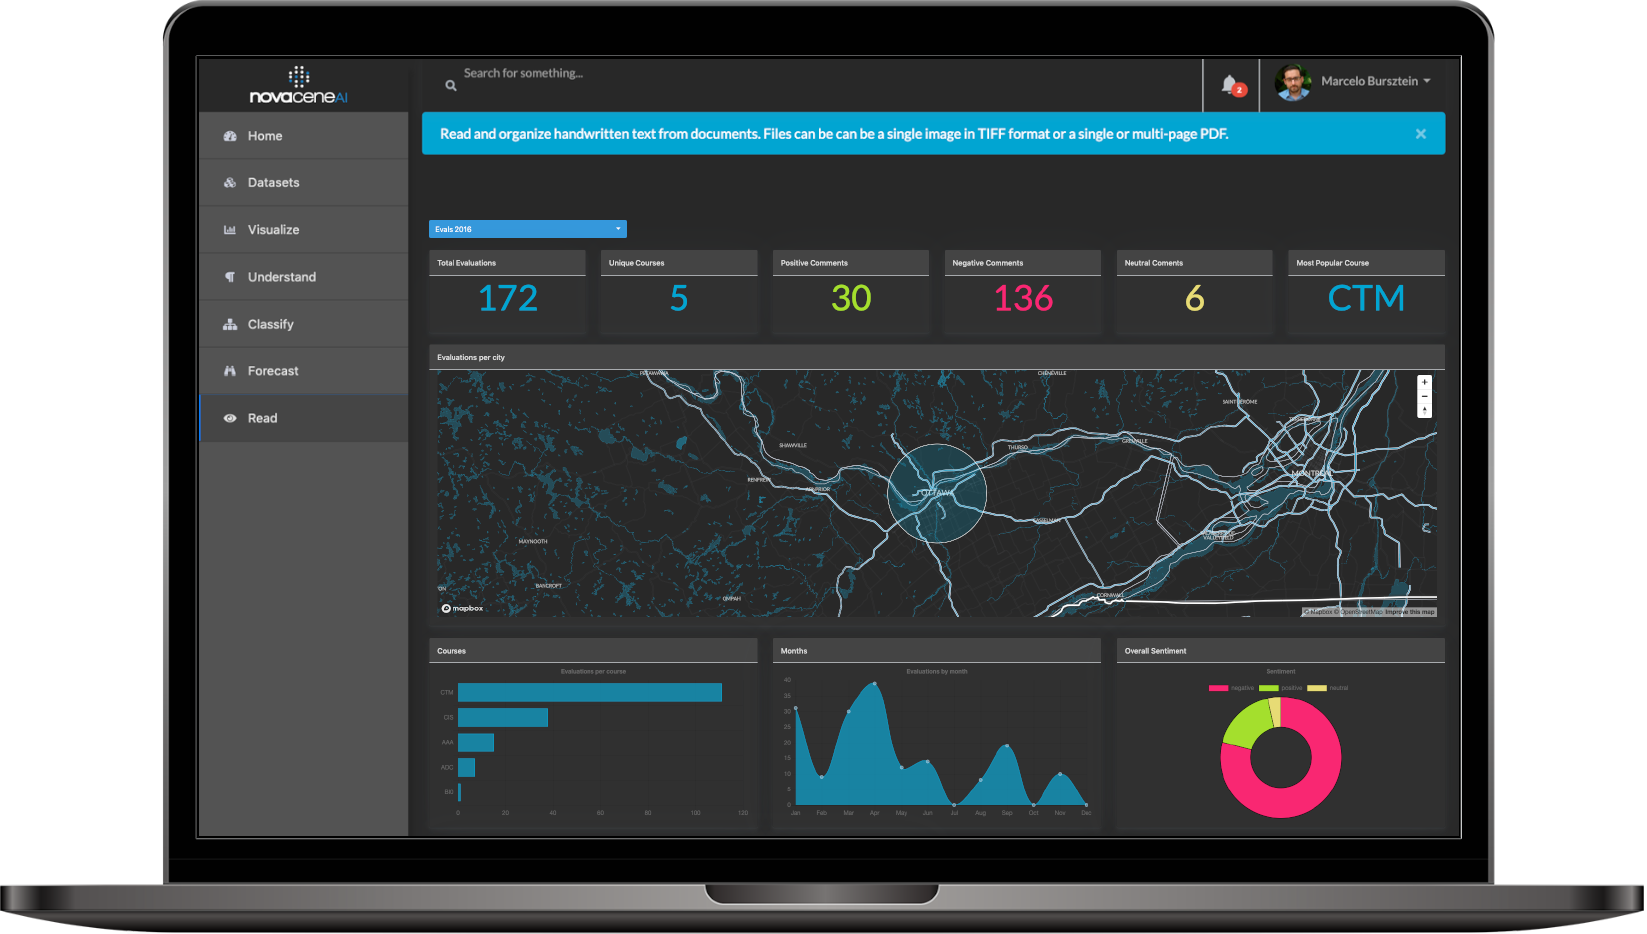 novaceneAI
Search for something...
2
Marcelo Bursztein
Home
Datasets
Visualize
Understand
Classify
Forecast
Read
Read and organize handwritten text from documents. Files can be can be a single image in TIFF format or a single or multi-page PDF.
×
Evals 2016
Total Evaluations
172
Unique Courses
5
Positive Comments
30
Negative Comments
136
Neutral Coments
6
Most Popular Course
CTM
Evaluations per city
PETAWAWA
CHÉNÉVILLE
SAINT-JÉRÔME
SHAWVILLE
THURSO
GRENVILLE
RENFREW
ARNPRIOR
OTTAWA
MONTREAL
CASSELMAN
VALLEYFIELD
MAYNOOTH
BANCROFT
OMPAH
CORNWALL
+
−
mapbox
© Mapbox © OpenStreetMap Improve this map
Courses
Evaluations per course
CTM
CIS
AAA
ADC
BIO
0 20 40 60 80 100 120
Months
Evaluations by month
40
35
30
25
20
15
10
5
0
Jan Feb Mar Apr May Jun Jul Aug Sep Oct Nov Dec
Overall Sentiment
Sentiment
negative positive neutral